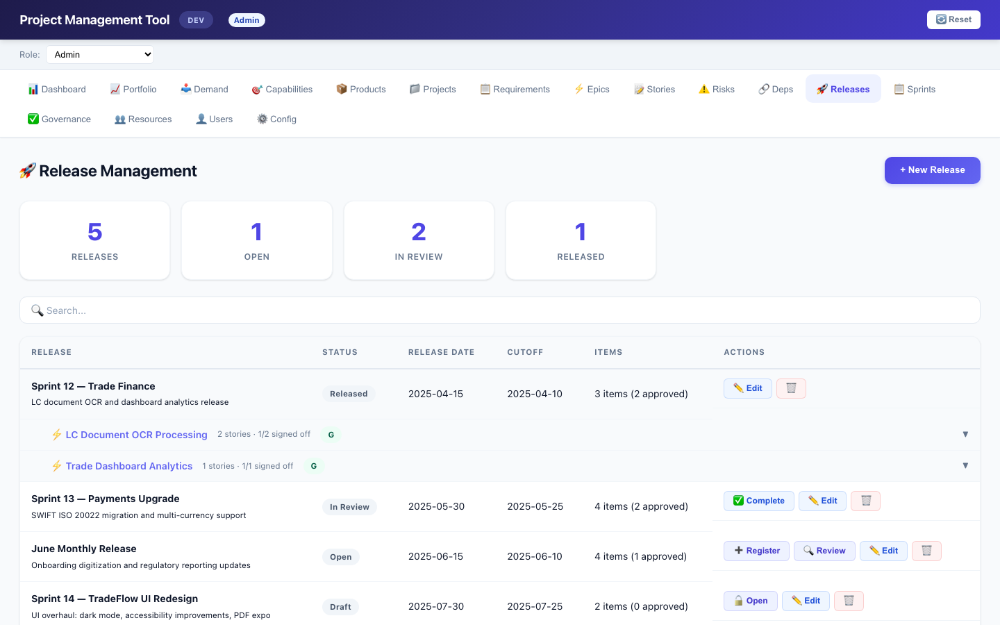 Project Management Tool DEV Admin Reset
Role: Admin
Dashboard Portfolio Demand Capabilities Products Projects Requirements Epics Stories Risks Deps Releases Sprints
Governance Resources Users Config
Release Management + New Release
5 1 2 1
RELEASES OPEN IN REVIEW RELEASED
Search...
RELEASE STATUS RELEASE DATE CUTOFF ITEMS ACTIONS
Sprint 12 — Trade Finance Released 2025-04-15 2025-04-10 3 items (2 approved) Edit
LC document OCR and dashboard analytics release
LC Document OCR Processing 2 stories · 1/2 signed off G
Trade Dashboard Analytics 1 stories · 1/1 signed off G
Sprint 13 — Payments Upgrade In Review 2025-05-30 2025-05-25 4 items (2 approved) Complete Edit
SWIFT ISO 20022 migration and multi-currency support
June Monthly Release Open 2025-06-15 2025-06-10 4 items (1 approved) Register Review Edit
Onboarding digitization and regulatory reporting updates
Sprint 14 — TradeFlow UI Redesign Draft 2025-07-30 2025-07-25 2 items (0 approved) Open Edit
UI overhaul: dark mode, accessibility improvements, PDF expo